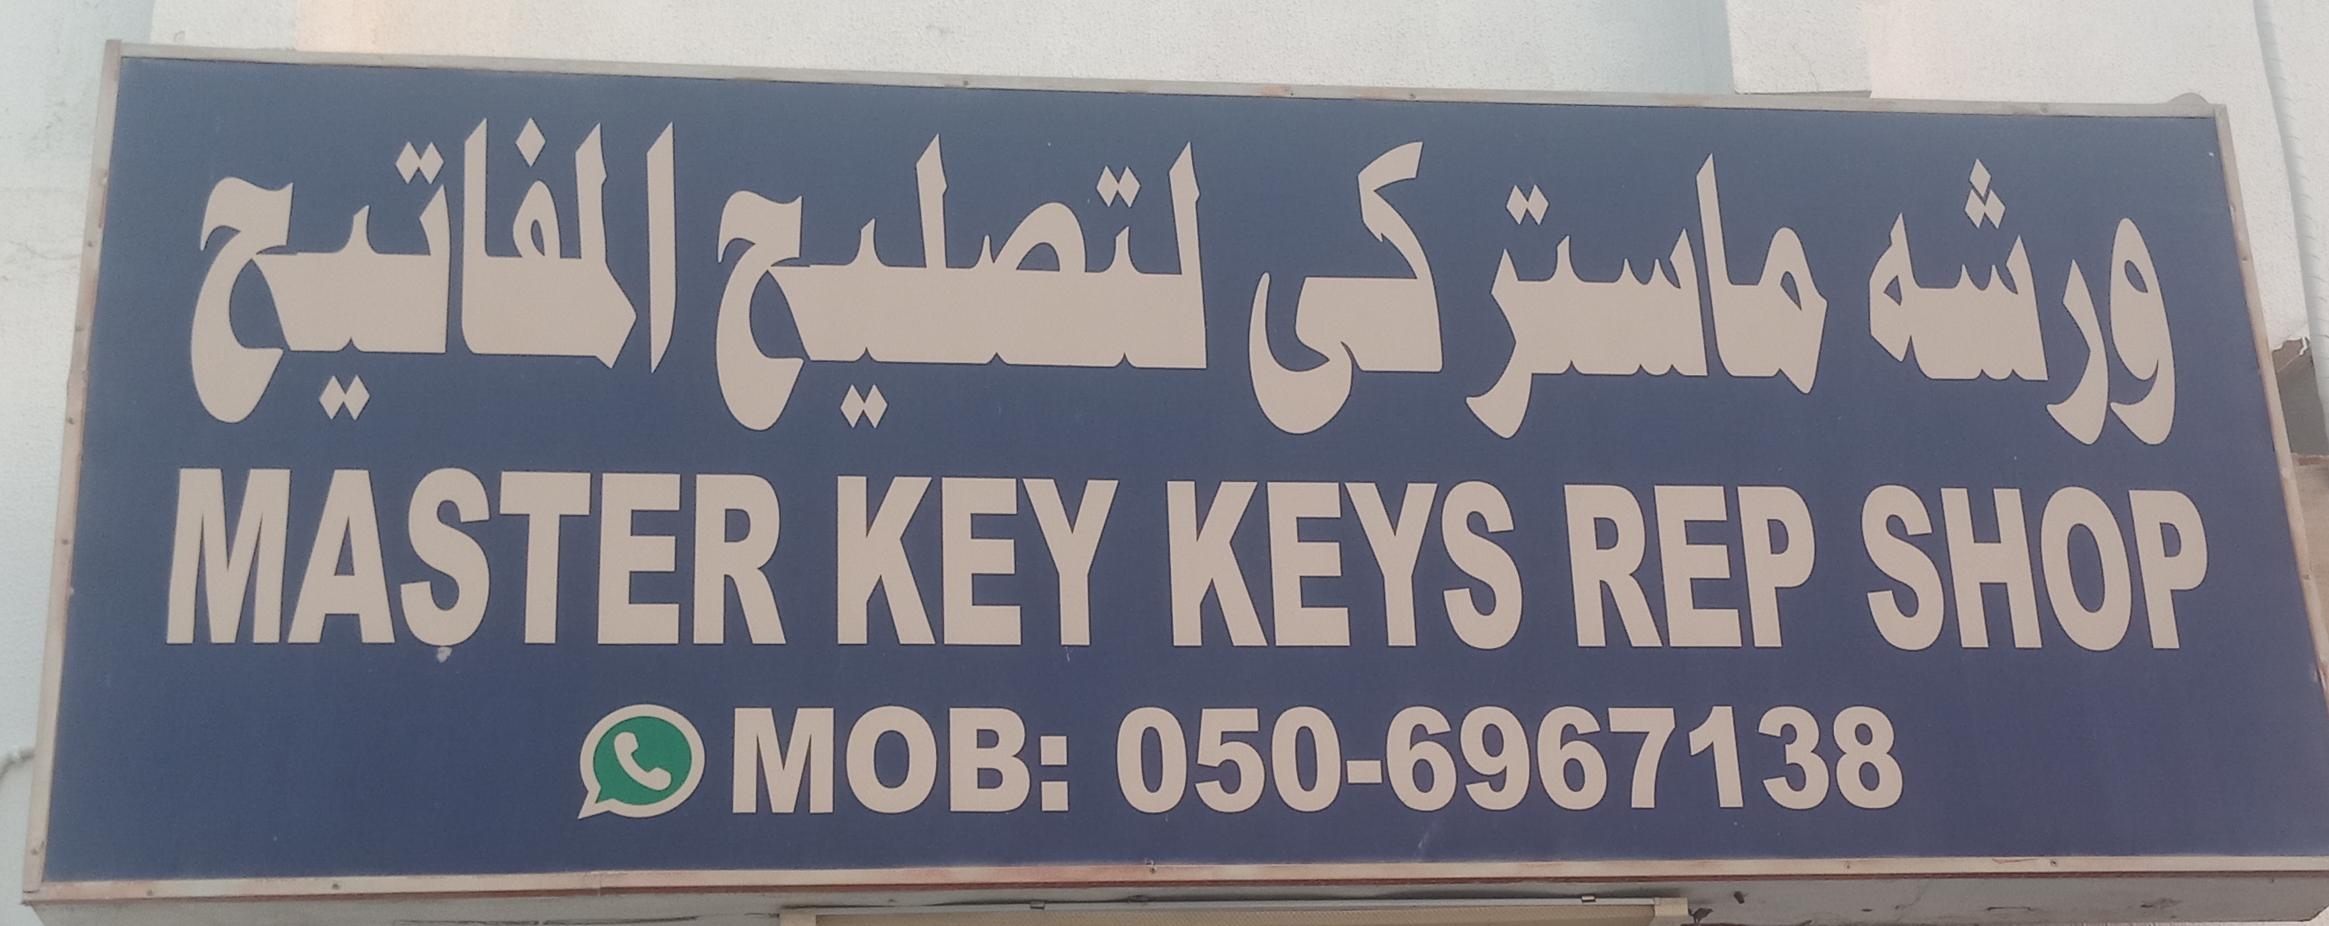 ورشه ماستر كى لتصليح المفاتيح
MASTER KEY KEYS REP SHOP
MOB: 050-6967138